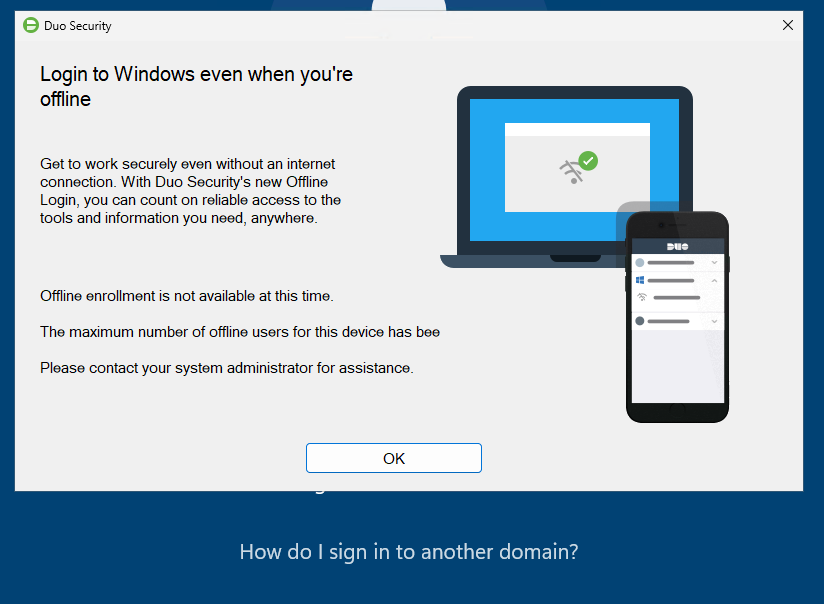 Duo Security
Login to Windows even when you're
offline
Get to work securely even without an internet
connection. With Duo Security's new Offline
Login, you can count on reliable access to the
tools and information you need, anywhere.
DUO
Offline enrollment is not available at this time.
The maximum number of offline users for this device has bee
Please contact your system administrator for assistance.
OK
How do I sign in to another domain?